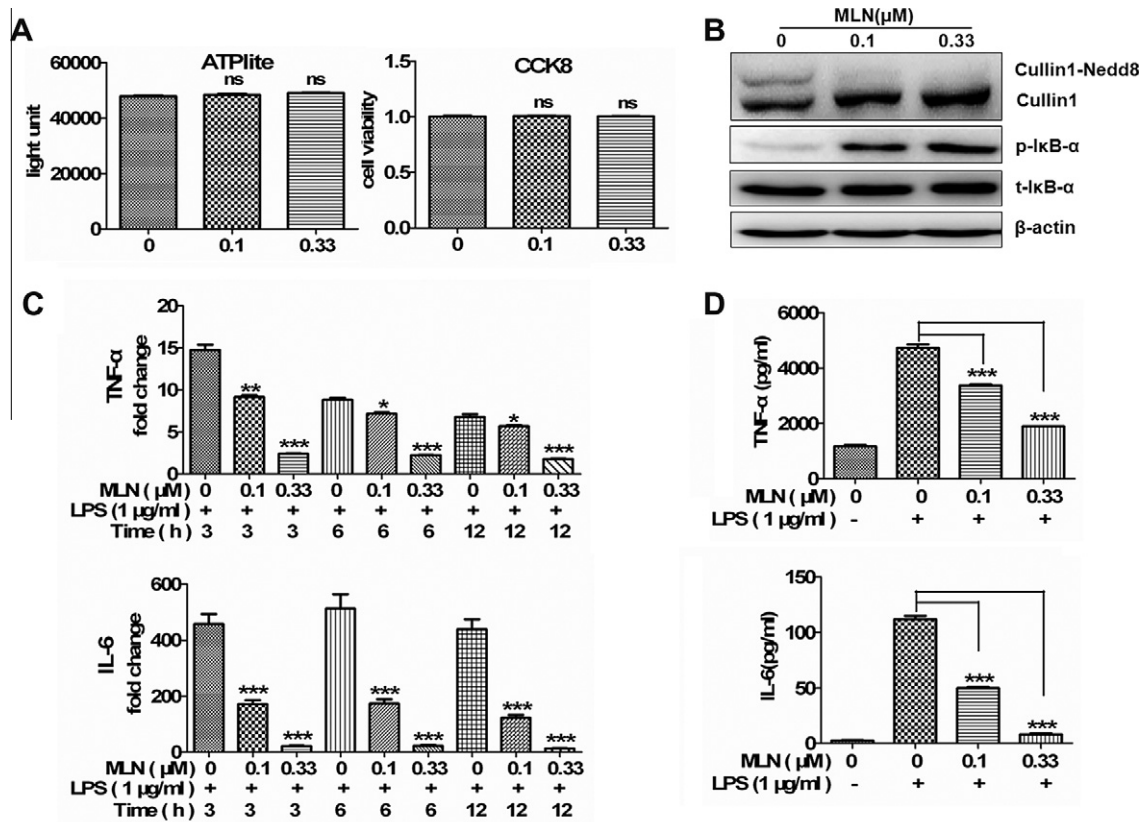 A
ATPlite
light unit
60000
40000
20000
0
ns
ns
0 0.1 0.33
CCK8
cell viability
1.5
1.0
0.5
0.0
ns
ns
0 0.1 0.33
B
MLN(µM)
0 0.1 0.33
Cullin1-Nedd8
Cullin1
p-IκB-α
t-IκB-α
β-actin
C
TNF-α
fold change
20
15
10
5
0
** *** * *** * ***
MLN ( µM) 0 0.1 0.33 0 0.1 0.33 0 0.1 0.33
LPS ( 1 µg/ml ) + + + + + + + + +
Time ( h ) 3 3 3 6 6 6 12 12 12
IL-6
fold change
600
400
200
0
*** *** *** *** *** ***
MLN ( µM) 0 0.1 0.33 0 0.1 0.33 0 0.1 0.33
LPS ( 1 µg/ml ) + + + + + + + + +
Time ( h ) 3 3 3 6 6 6 12 12 12
D
TNF-α (pg/ml)
6000
4000
2000
0
***
***
MLN ( µM) 0 0 0.1 0.33
LPS ( 1 µg/ml ) - + + +
IL-6(pg/ml)
150
100
50
0
***
***
MLN ( µM) 0 0 0.1 0.33
LPS ( 1 µg/ml ) - + + +